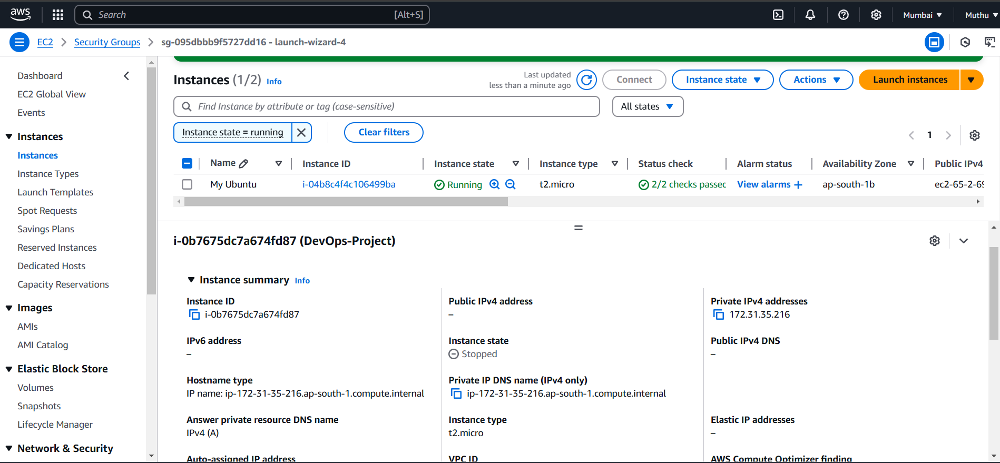 aws
Search [Alt+S]
Mumbai
Muthu
EC2
Security Groups
sg-095dbbb9f5727dd16 - launch-wizard-4
Dashboard
EC2 Global View
Events
Instances
Instances
Instance Types
Launch Templates
Spot Requests
Savings Plans
Reserved Instances
Dedicated Hosts
Capacity Reservations
Images
AMIs
AMI Catalog
Elastic Block Store
Volumes
Snapshots
Lifecycle Manager
Network & Security
Instances (1/2) Info
Last updated
less than a minute ago
Connect
Instance state
Actions
Launch instances
Find Instance by attribute or tag (case-sensitive)
All states
Instance state = running
Clear filters
1
Name Instance ID Instance state Instance type Status check Alarm status Availability Zone Public IPv4
My Ubuntu i-04b8c4f4c106499ba Running t2.micro 2/2 checks passed View alarms + ap-south-1b ec2-65-2-69
i-0b7675dc7a674fd87 (DevOps-Project)
Instance summary Info
Instance ID
i-0b7675dc7a674fd87
Public IPv4 address
–
Private IPv4 addresses
172.31.35.216
IPv6 address
–
Instance state
Stopped
Public IPv4 DNS
–
Hostname type
IP name: ip-172-31-35-216.ap-south-1.compute.internal
Private IP DNS name (IPv4 only)
ip-172-31-35-216.ap-south-1.compute.internal
Answer private resource DNS name
IPv4 (A)
Instance type
t2.micro
Elastic IP addresses
–
Auto-assigned IP address
VPC ID
AWS Compute Optimizer finding